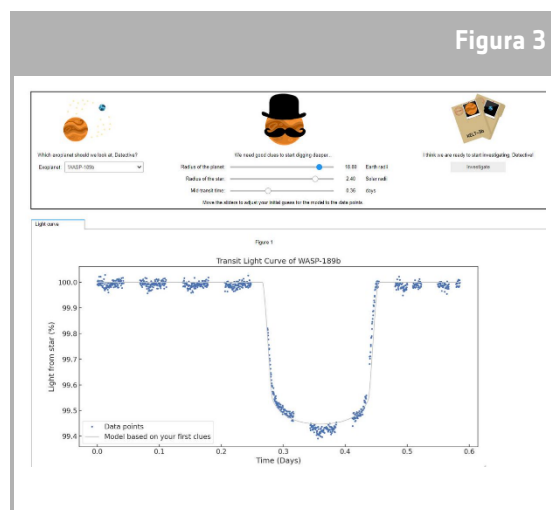 Figura 3
KELT-3b
Which exoplanet should we look at, Detective?
We need good clues to start digging deeper...
I think we are ready to start investigating, Detective!
Exoplanet: WASP-189b
Radius of the planet: Earth radii
Investigate
Radius of the star: 2.40 Solar radii
Mid-transit time: 0.36 days
Move the sliders to adjust your initial guess for the model to the data points.
Light curve
Figure 1
Transit Light Curve of WASP-189b
Light from star (%)
100.0
99.9
99.8
99.7
99.6
99.5
99.4
Data points
Model based on your first clues
0.0 0.1 0.2 0.3 0.4 0.5 0.6
Time (Days)